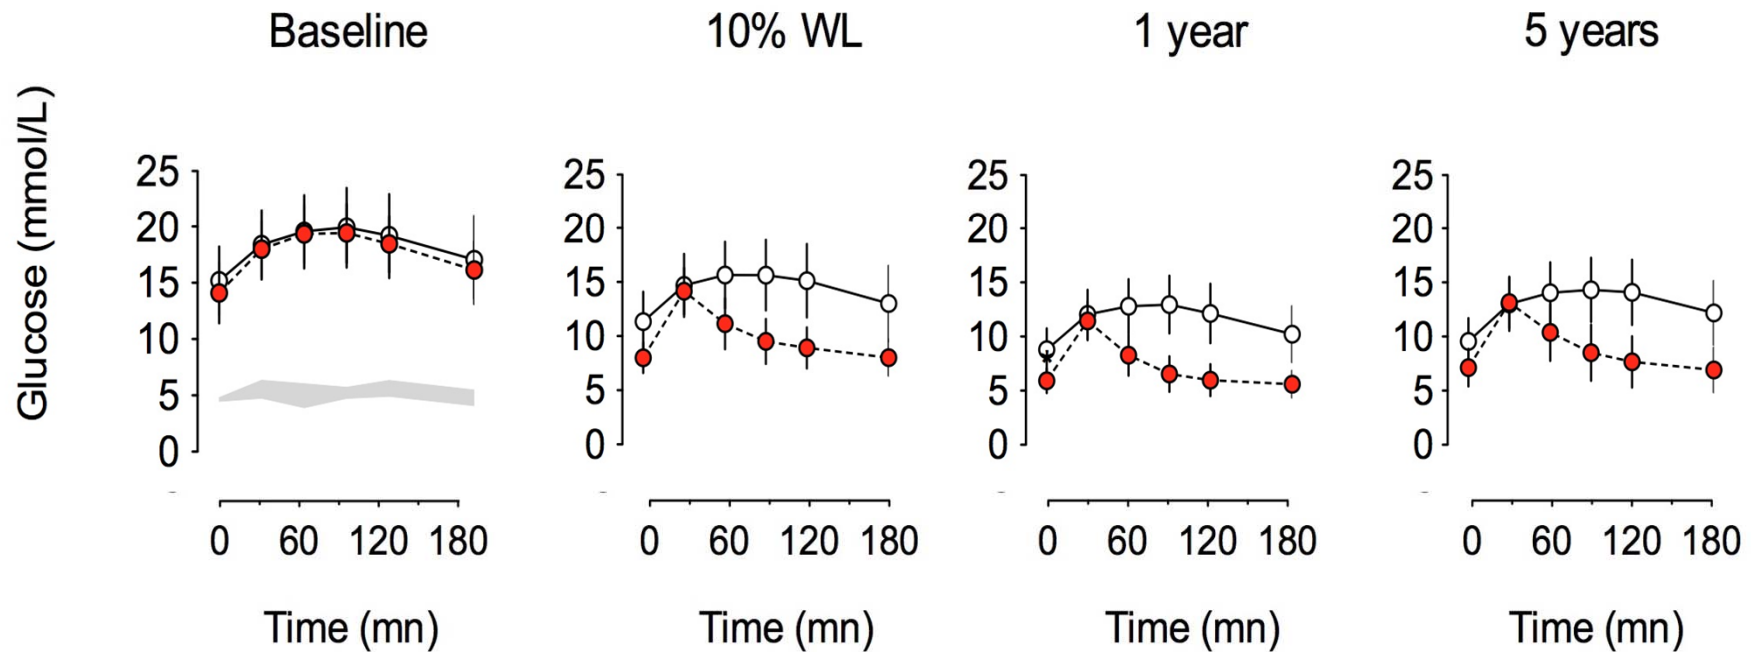 Baseline 10% WL 1 year 5 years
Glucose (mmol/L)
25 25 25 25
20 20 20 20
15 15 15 15
10 10 10 10
5 5 5 5
0 0 0 0
0 60 120 180 0 60 120 180 0 60 120 180 0 60 120 180
Time (mn) Time (mn) Time (mn) Time (mn)